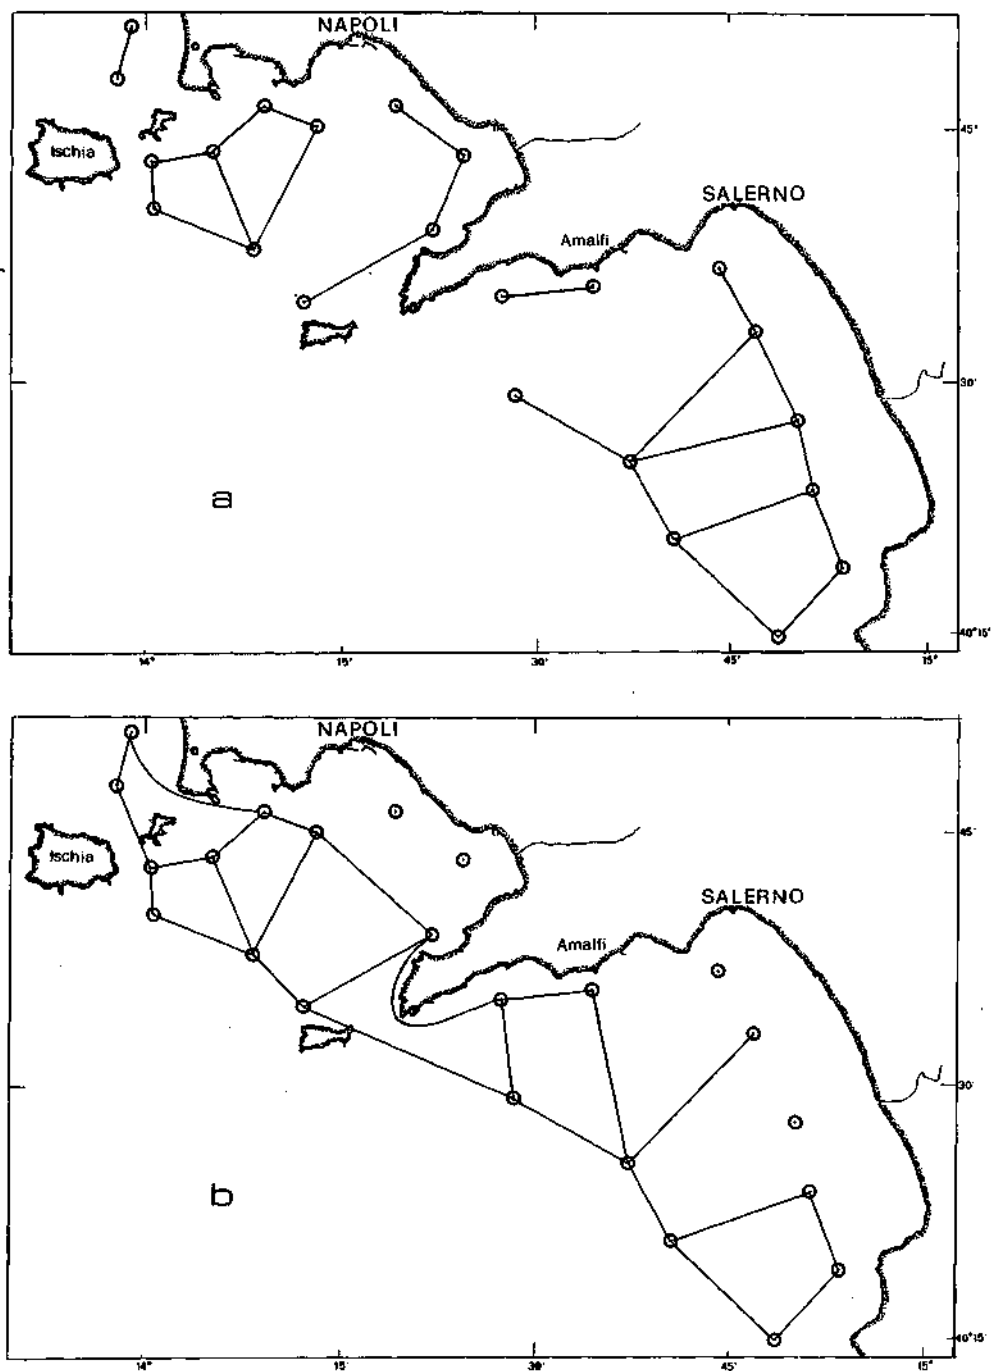 NAPOLI
45'
Ischia
SALERNO
Amalfi
30'
a
40°15'
14° 15' 30' 45' 15°
NAPOLI
45'
Ischia
SALERNO
Amalfi
30'
b
40°15'
14° 15' 30' 45' 15°